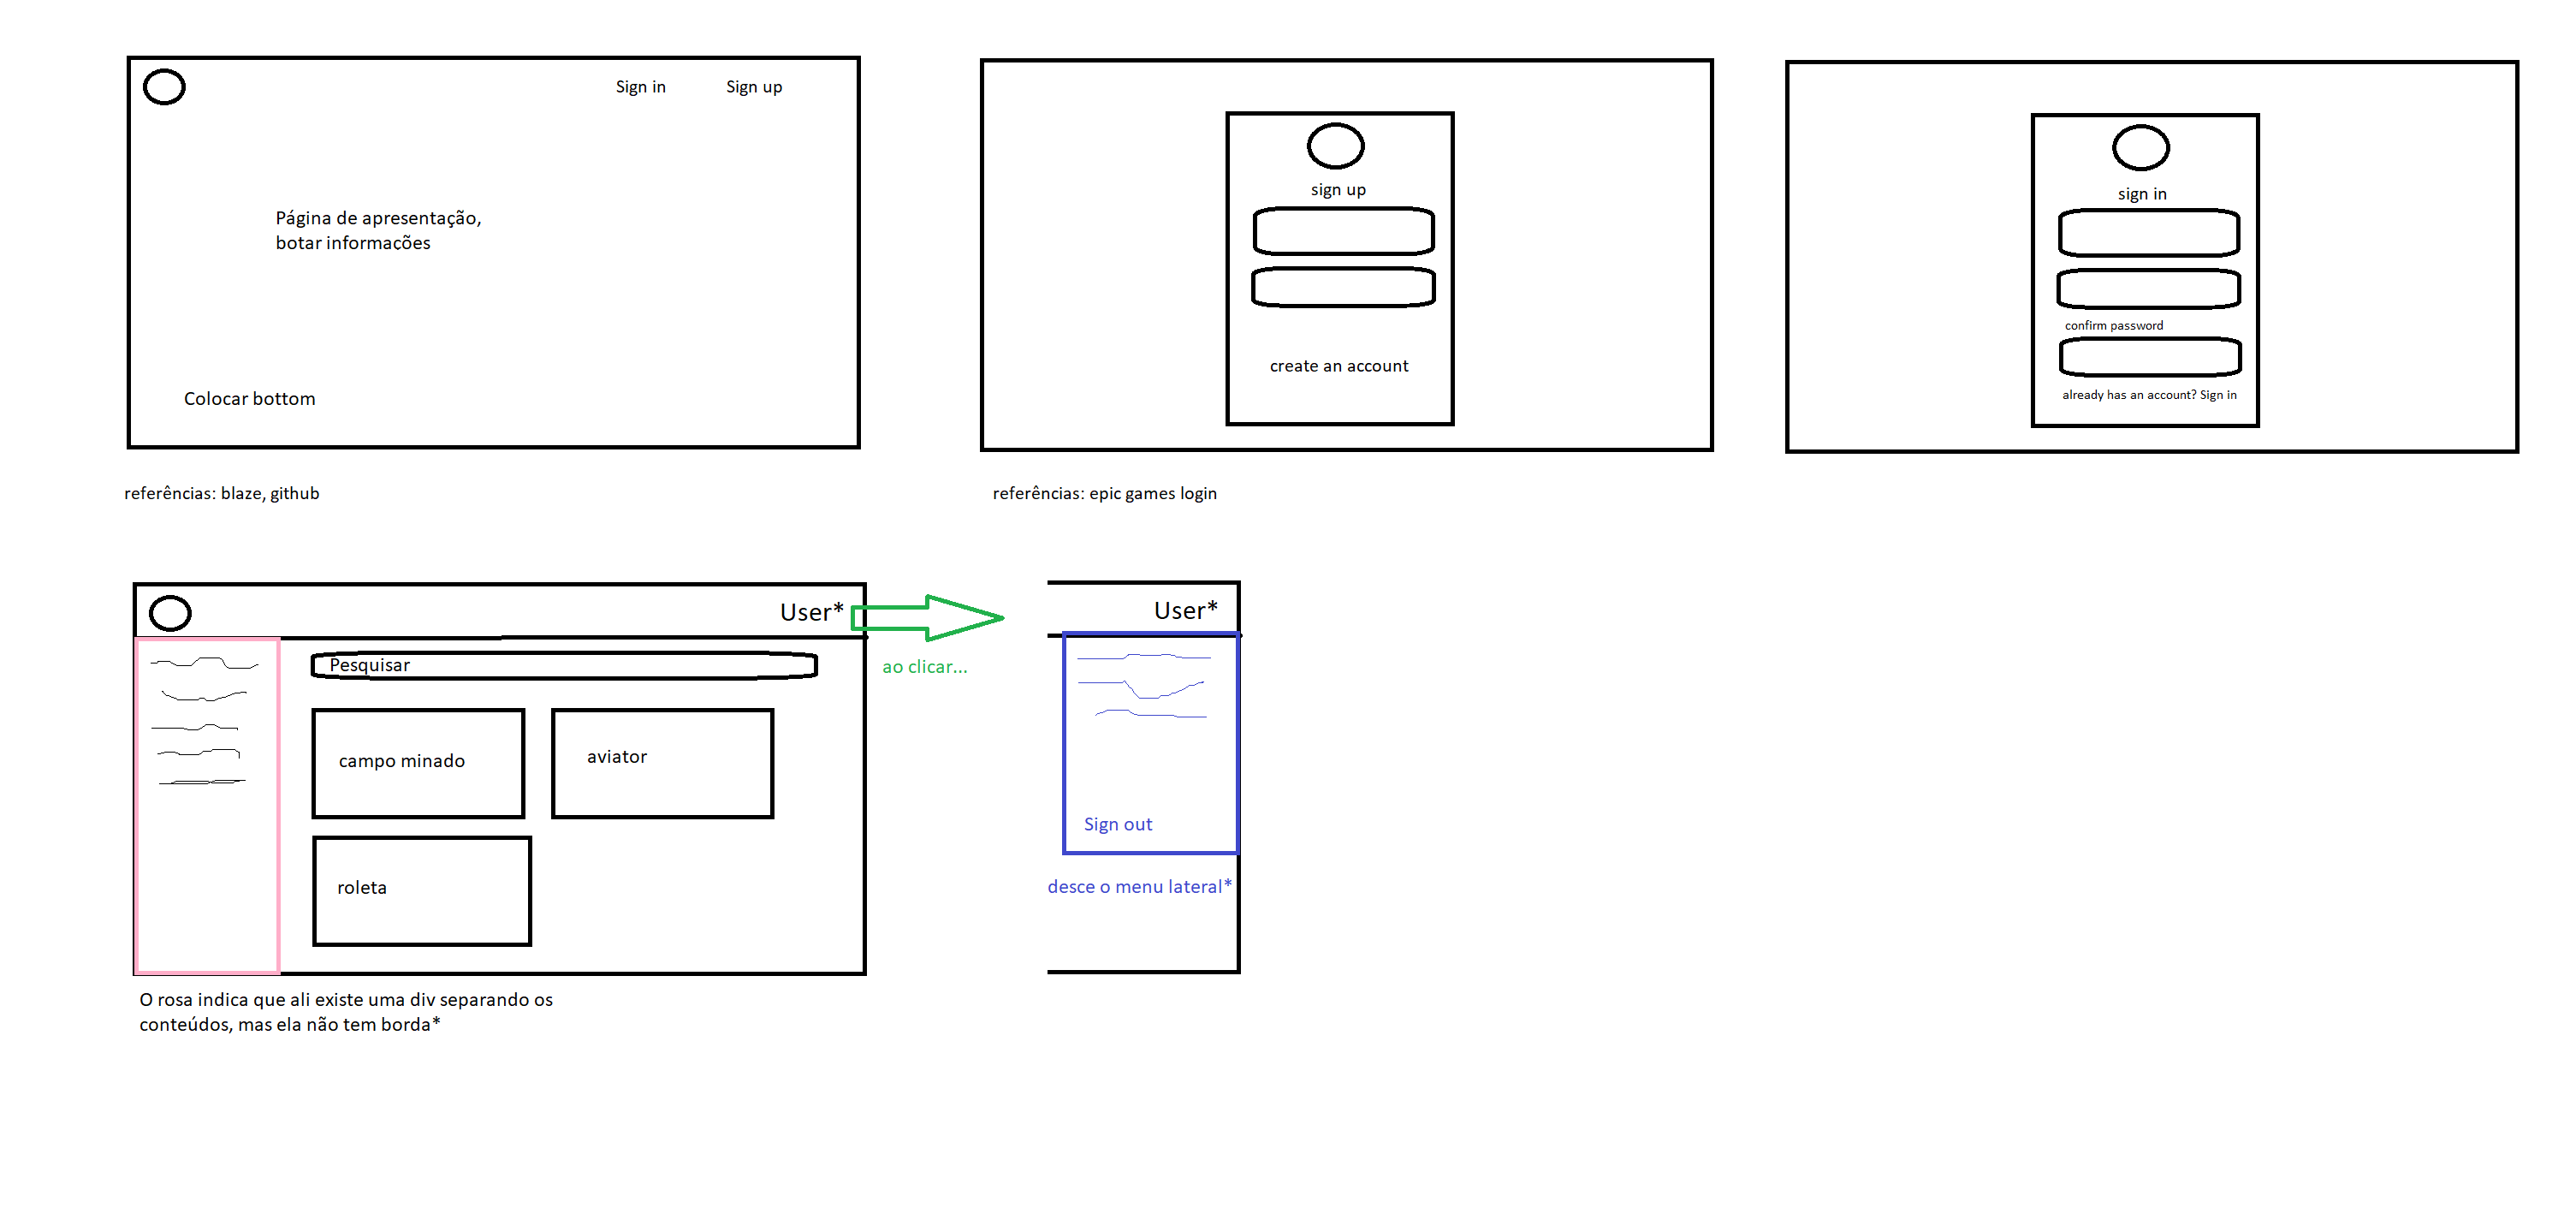 Sign in
Sign up
Página de apresentação,
botar informações
Colocar bottom
referências: blaze, github
sign up
create an account
referências: epic games login
sign in
confirm password
already has an account? Sign in
User*
Pesquisar
campo minado
aviator
roleta
O rosa indica que ali existe uma div separando os
conteúdos, mas ela não tem borda*
ao clicar...
User*
Sign out
desce o menu lateral*